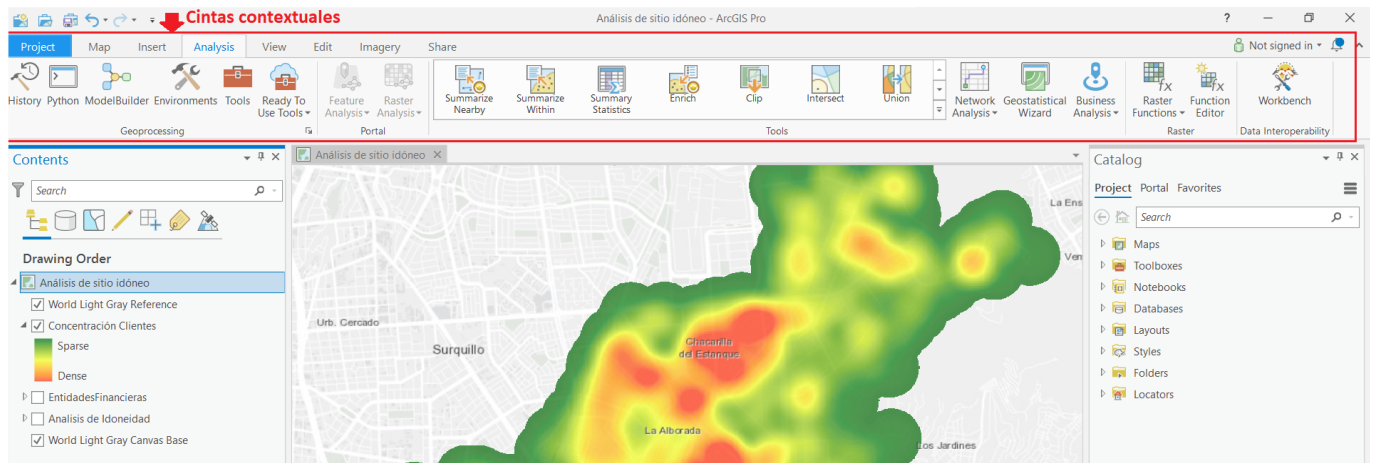 Cintas contextuales
Análisis de sitio idóneo - ArcGIS Pro
?
Project Map Insert Analysis View Edit Imagery Share
Not signed in
History Python ModelBuilder Environments Tools Ready To Use Tools
Feature Analysis Raster Analysis
Summarize Nearby Summarize Within Summary Statistics Enrich Clip Intersect Union
Network Analysis Geostatistical Wizard Business Analysis
Raster Functions Function Editor
Workbench
Geoprocessing Portal Tools Raster Data Interoperability
Contents
Search
Drawing Order
Análisis de sitio idóneo
World Light Gray Reference
Concentración Clientes
Sparse
Dense
EntidadesFinancieras
Analisis de Idoneidad
World Light Gray Canvas Base
Análisis de sitio idóneo
La Ens
Ven
Urb. Cercado
Surquillo
Chacarilla
del Estanque
La Alborada
Los Jardines
Catalog
Project Portal Favorites
Search
Maps
Toolboxes
Notebooks
Databases
Layouts
Styles
Folders
Locators